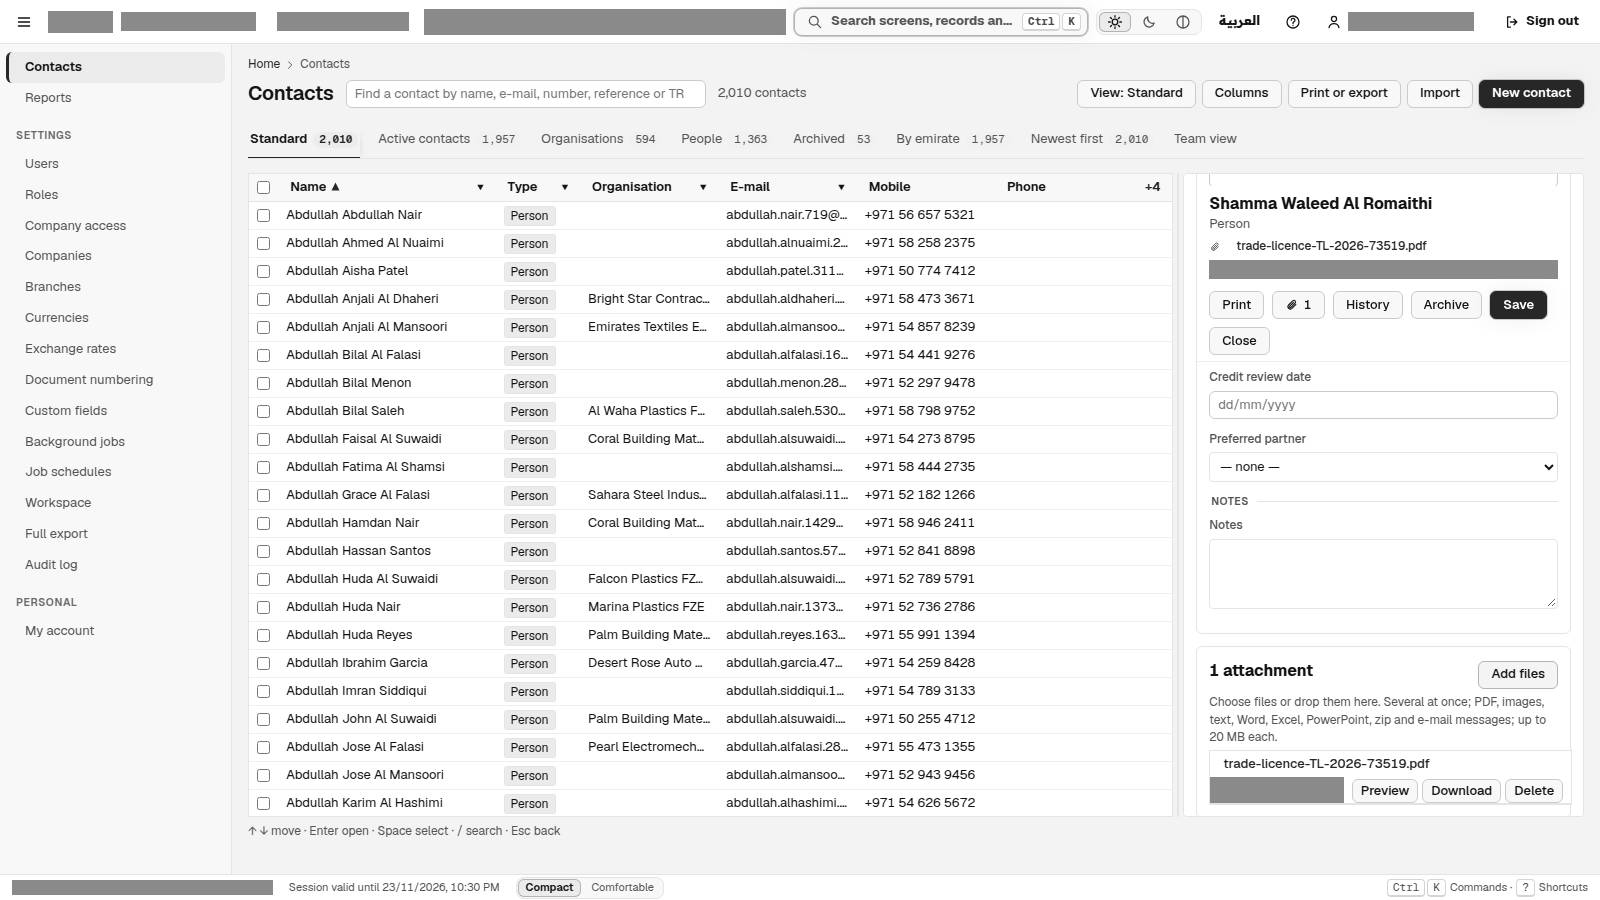 Search screens, records an... Ctrl K
العربية
Sign out
Contacts
Reports
SETTINGS
Users
Roles
Company access
Companies
Branches
Currencies
Exchange rates
Document numbering
Custom fields
Background jobs
Job schedules
Workspace
Full export
Audit log
PERSONAL
My account
Home > Contacts
Contacts
Find a contact by name, e-mail, number, reference or TR
2,010 contacts
View: Standard
Columns
Print or export
Import
New contact
Standard 2,010 Active contacts 1,957 Organisations 594 People 1,363 Archived 53 By emirate 1,957 Newest first 2,010 Team view
Name ▲ Type Organisation E-mail Mobile Phone +4
Abdullah Abdullah Nair Person abdullah.nair.719@... +971 56 657 5321
Abdullah Ahmed Al Nuaimi Person abdullah.alnuaimi.2... +971 58 258 2375
Abdullah Aisha Patel Person abdullah.patel.311... +971 50 774 7412
Abdullah Anjali Al Dhaheri Person Bright Star Contrac... abdullah.aldhaheri.... +971 58 473 3671
Abdullah Anjali Al Mansoori Person Emirates Textiles E... abdullah.almansoo... +971 54 857 8239
Abdullah Bilal Al Falasi Person abdullah.alfalasi.16... +971 54 441 9276
Abdullah Bilal Menon Person abdullah.menon.28... +971 52 297 9478
Abdullah Bilal Saleh Person Al Waha Plastics F... abdullah.saleh.530... +971 58 798 9752
Abdullah Faisal Al Suwaidi Person Coral Building Mat... abdullah.alsuwaidi.... +971 54 273 8795
Abdullah Fatima Al Shamsi Person abdullah.alshamsi.... +971 58 444 2735
Abdullah Grace Al Falasi Person Sahara Steel Indus... abdullah.alfalasi.11... +971 52 182 1266
Abdullah Hamdan Nair Person Coral Building Mat... abdullah.nair.1429... +971 58 946 2411
Abdullah Hassan Santos Person abdullah.santos.57... +971 52 841 8898
Abdullah Huda Al Suwaidi Person Falcon Plastics FZ... abdullah.alsuwaidi.... +971 52 789 5791
Abdullah Huda Nair Person Marina Plastics FZE abdullah.nair.1373... +971 52 736 2786
Abdullah Huda Reyes Person Palm Building Mate... abdullah.reyes.163... +971 55 991 1394
Abdullah Ibrahim Garcia Person Desert Rose Auto ... abdullah.garcia.47... +971 54 259 8428
Abdullah Imran Siddiqui Person abdullah.siddiqui.1... +971 54 789 3133
Abdullah John Al Suwaidi Person Palm Building Mate... abdullah.alsuwaidi.... +971 50 255 4712
Abdullah Jose Al Falasi Person Pearl Electromech... abdullah.alfalasi.28... +971 55 473 1355
Abdullah Jose Al Mansoori Person abdullah.almansoo... +971 52 943 9456
Abdullah Karim Al Hashimi Person abdullah.alhashimi.... +971 54 626 5672
↑↓ move · Enter open · Space select · / search · Esc back
Shamma Waleed Al Romaithi
Person
trade-licence-TL-2026-73519.pdf
Print
1
History
Archive
Save
Close
Credit review date
dd/mm/yyyy
Preferred partner
— none —
NOTES
Notes
1 attachment
Add files
Choose files or drop them here. Several at once; PDF, images,
text, Word, Excel, PowerPoint, zip and e-mail messages; up to
20 MB each.
trade-licence-TL-2026-73519.pdf
Preview
Download
Delete
Session valid until 23/11/2026, 10:30 PM
Compact
Comfortable
Ctrl K Commands · ? Shortcuts